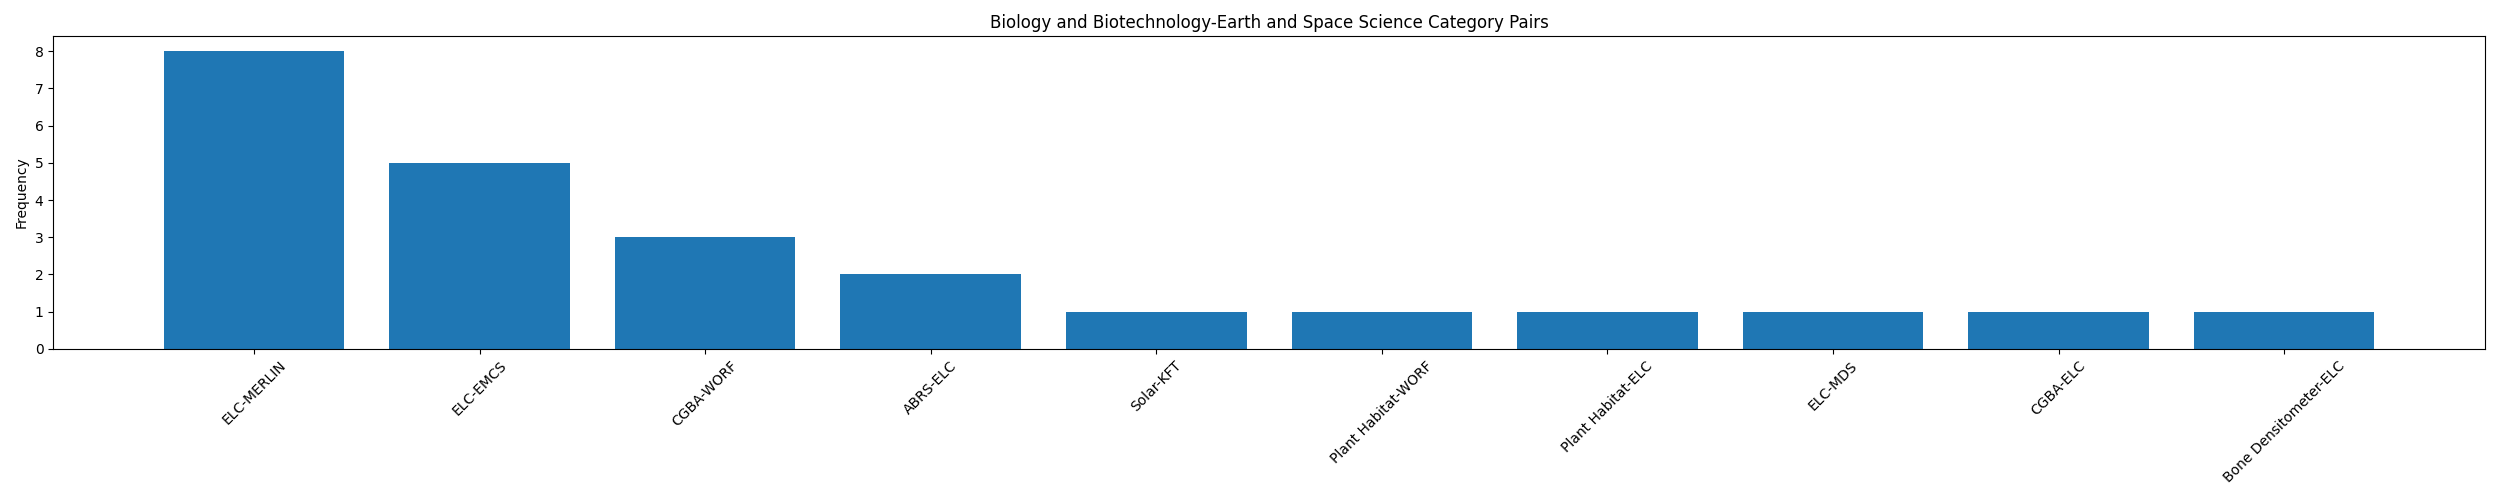 Biology and Biotechnology-Earth and Space Science Category Pairs
Frequency
8
7
6
5
4
3
2
1
0
ELC-MERLIN
ELC-EMCS
CGBA-WORF
ABRS-ELC
Solar-KFT
Plant Habitat-WORF
Plant Habitat-ELC
ELC-MDS
CGBA-ELC
Bone Densitometer-ELC